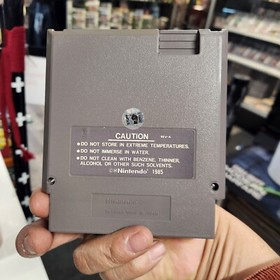 CAUTION
REV-A
●DO NOT STORE IN EXTREME TEMPERATURES.
●DO NOT IMMERSE IN WATER.
●DO NOT CLEAN WITH BENZENE, THINNER,
ALCOHOL OR OTHER SUCH SOLVENTS.
©Nintendo 1985